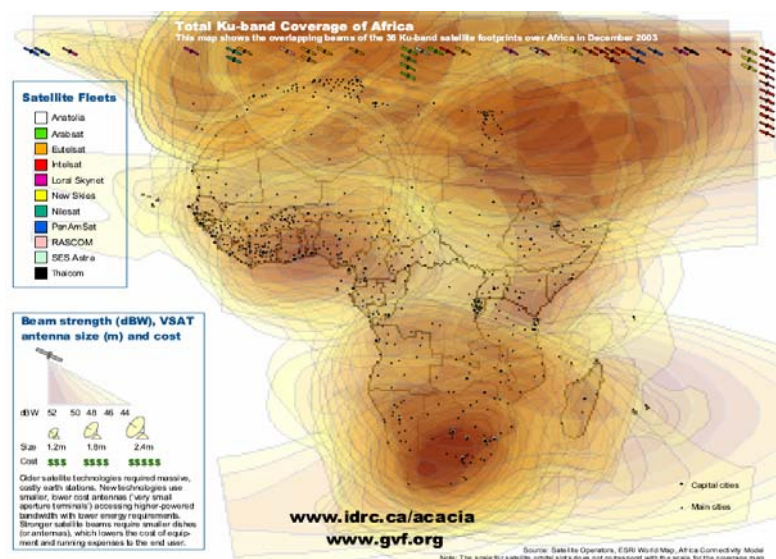 Total Ku-band Coverage of Africa
This map shows the overlapping beams of the 36 Ku-band satellite footprints over Africa in December 2003
Satellite Fleets
Anatolia
Arabsat
Eutelsat
Intelsat
Loral Skynet
New Skies
Nilesat
PanAmSat
RASCOM
SES Astra
Thaicom
Beam strength (dBW), VSAT
antenna size (m) and cost
dBW 52 50 48 46 44
Size 1.2m 1.8m 2.4m
Cost $$$ $$$$ $$$$$
Older satellite technologies required massive,
costly earth stations. New technologies use
smaller, lower cost antennas ('very small
aperture terminals') accessing higher-powered
bandwidth with lower energy requirements.
Stronger satellite beams require smaller dishes
(or antennas), which lowers the cost of equip-
ment and running expenses to the end user.
Capital cities
Main cities
www.idrc.ca/acacia
www.gvf.org
Source: Satellite Operators, ESRI World Map, Africa Connectivity Model